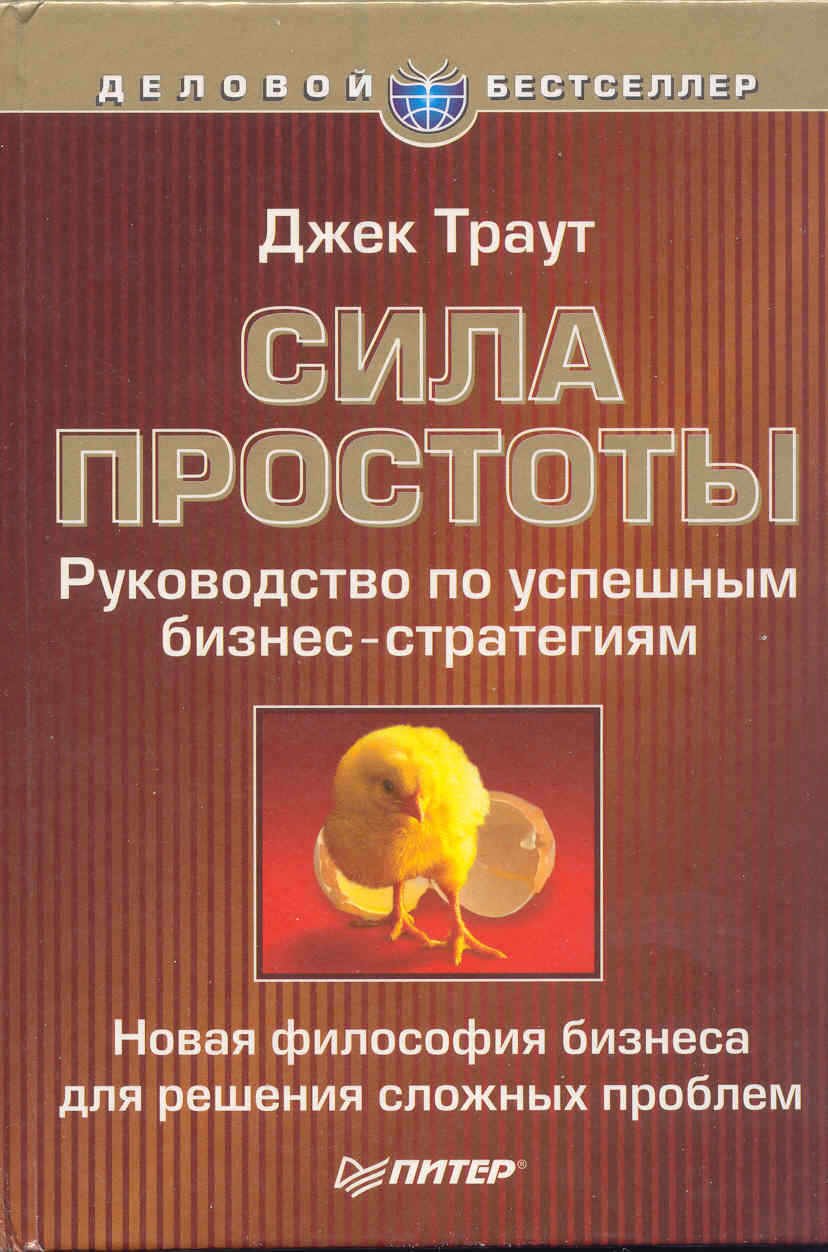 ДЕЛОВОЙ БЕСТСЕЛЛЕР
Джек Траут
СИЛА
ПРОСТОТЫ
Руководство по успешным
бизнес-стратегиям
Новая философия бизнеса
для решения сложных проблем
ПИТЕР®